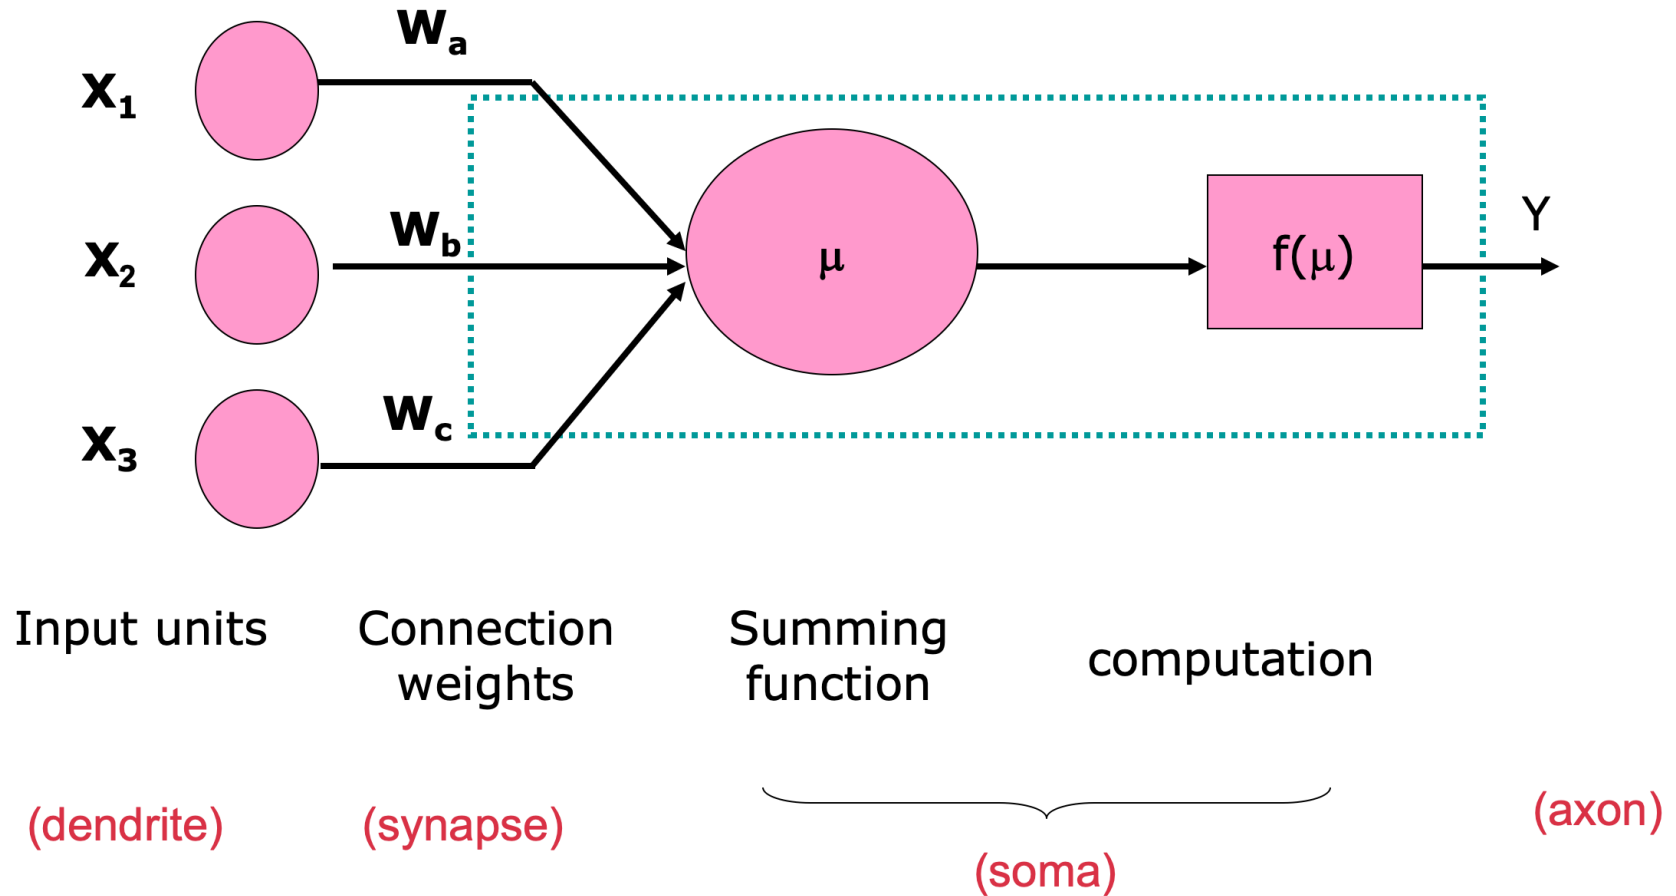 X1
Wa
X2
Wb
X3
Wc
μ
f(μ)
Y
Input units
Connection
weights
Summing
function
computation
(dendrite)
(synapse)
(soma)
(axon)